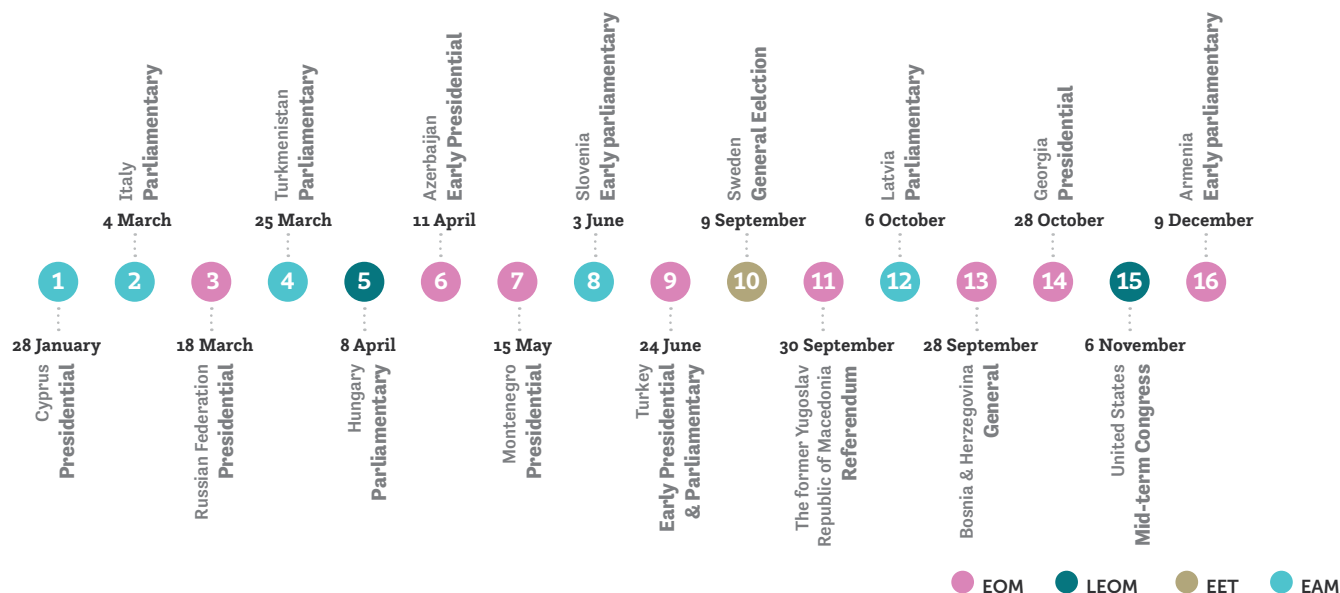 1
28 January
Cyprus
Presidential
2
4 March
Italy
Parliamentary
3
18 March
Russian Federation
Presidential
4
25 March
Turkmenistan
Parliamentary
5
8 April
Hungary
Parliamentary
6
11 April
Azerbaijan
Early Presidential
7
15 May
Montenegro
Presidential
8
3 June
Slovenia
Early parliamentary
9
24 June
Turkey
Early Presidential
& Parliamentary
10
9 September
Sweden
General Eelction
11
30 September
The former Yugoslav
Republic of Macedonia
Referendum
12
6 October
Latvia
Parliamentary
13
28 September
Bosnia & Herzegovina
General
14
28 October
Georgia
Presidential
15
6 November
United States
Mid-term Congress
16
9 December
Armenia
Early parliamentary
EOM
LEOM
EET
EAM